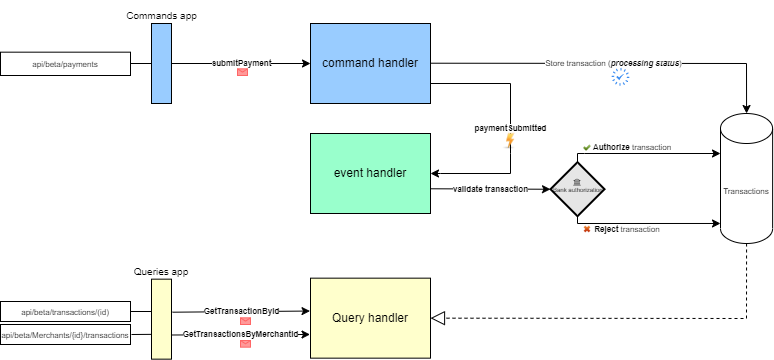 Commands app
api/beta/payments
submitPayment
command handler
Store transaction (processing status)
paymentSubmitted
Authorize transaction
event handler
validate transaction
Bank authorization
Transactions
Reject transaction
Queries app
api/beta/transactions/(id)
GetTransactionById
Query handler
api/beta/Merchants/{id}/transactions
GetTransactionsByMerchantId